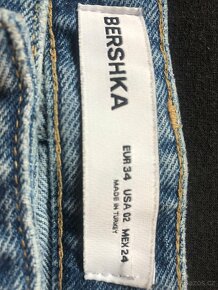 BERSHKA
EUR 34 USA 02 MEX 24
MADE IN TURKEY